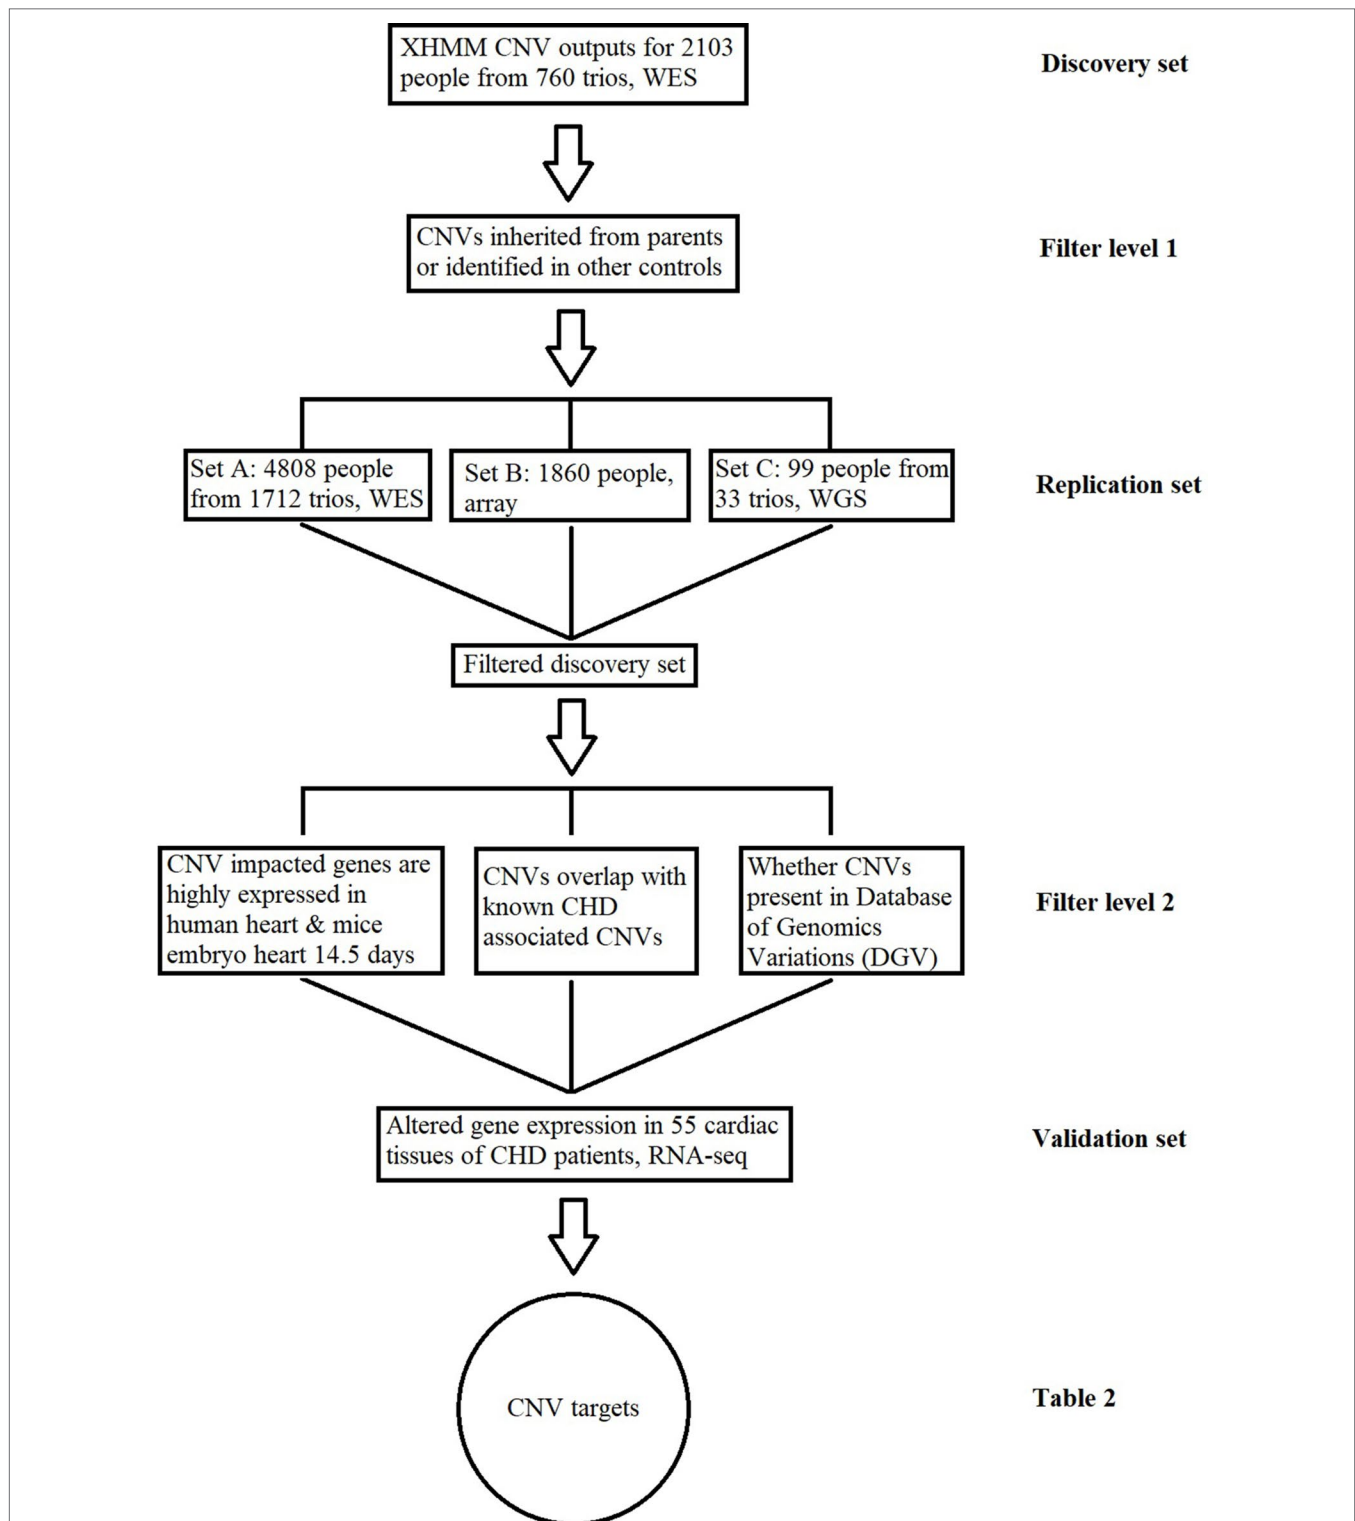 XHMM CNV outputs for 2103
people from 760 trios, WES
Discovery set
CNVs inherited from parents
or identified in other controls
Filter level 1
Set A: 4808 people
from 1712 trios, WES
Set B: 1860 people,
array
Set C: 99 people from
33 trios, WGS
Replication set
Filtered discovery set
CNV impacted genes are
highly expressed in
human heart & mice
embryo heart 14.5 days
CNVs overlap with
known CHD
associated CNVs
Whether CNVs
present in Database
of Genomics
Variations (DGV)
Filter level 2
Altered gene expression in 55 cardiac
tissues of CHD patients, RNA-seq
Validation set
CNV targets
Table 2